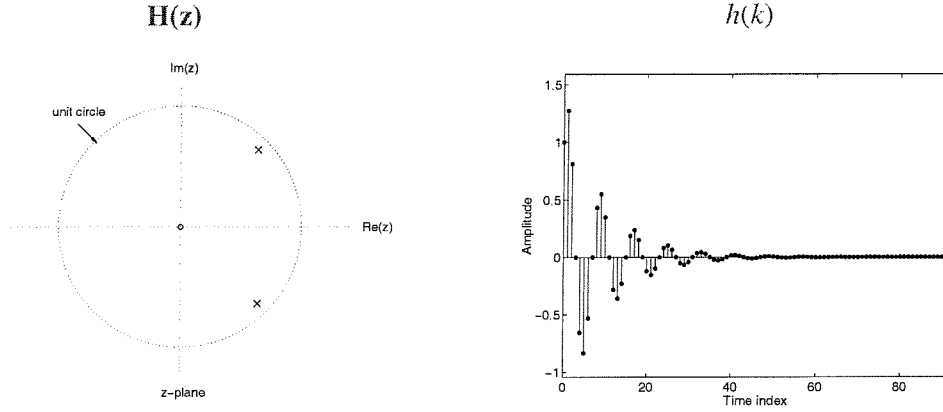 H(z)
h(k)
Im(z)
unit circle
Re(z)
z-plane
1.5
1
0.5
0
-0.5
-1
Amplitude
0
20
40
60
80
Time index